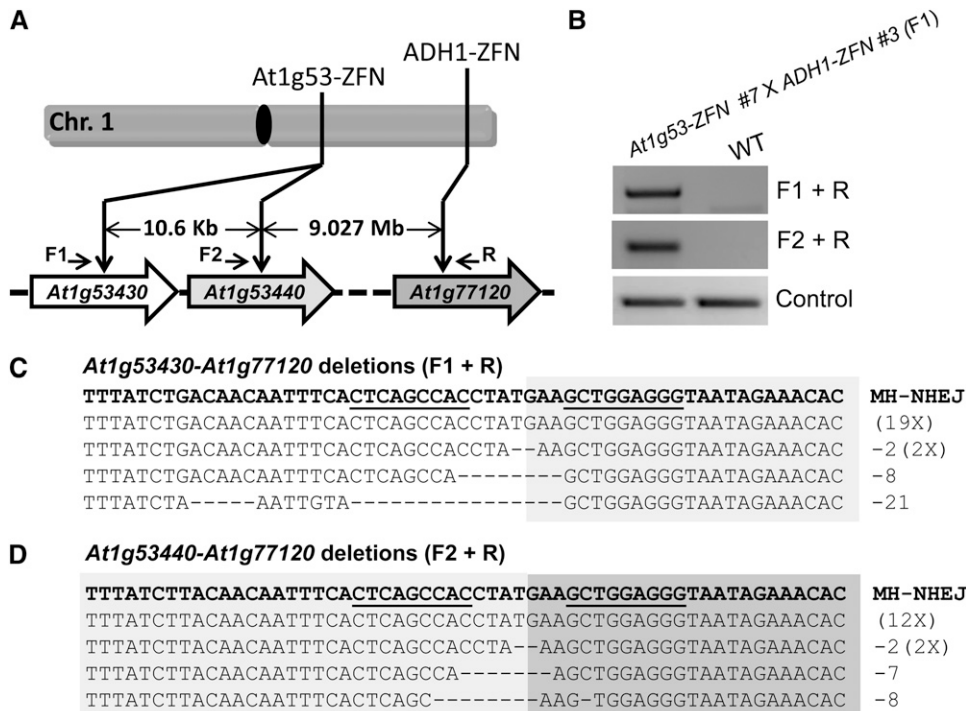 A
At1g53-ZFN
ADH1-ZFN
Chr. 1
10.6 Kb
9.027 Mb
F1
F2
R
At1g53430
At1g53440
At1g77120
B
At1g53-ZFN #7 X ADH1-ZFN #3 (F1)
WT
F1 + R
F2 + R
Control
C
At1g53430-At1g77120 deletions (F1 + R)
TTTATCTGACAACAATTTCACTCAGCCACCTATGAAGCTGGAGGGTAATAGAAACAC MH-NHEJ
TTTATCTGACAACAATTTCACTCAGCCACCTATGAAGCTGGAGGGTAATAGAAACAC (19X)
TTTATCTGACAACAATTTCACTCAGCCACCTA--AAGCTGGAGGGTAATAGAAACAC -2(2X)
TTTATCTGACAACAATTTCACTCAGCCA--------GCTGGAGGGTAATAGAAACAC -8
TTTATCTA-----AATTGTA----------------GCTGGAGGGTAATAGAAACAC -21
D
At1g53440-At1g77120 deletions (F2 + R)
TTTATCTTACAACAATTTCACTCAGCCACCTATGAAGCTGGAGGGTAATAGAAACAC MH-NHEJ
TTTATCTTACAACAATTTCACTCAGCCACCTATGAAGCTGGAGGGTAATAGAAACAC (12X)
TTTATCTTACAACAATTTCACTCAGCCACCTA--AAGCTGGAGGGTAATAGAAACAC -2(2X)
TTTATCTTACAACAATTTCACTCAGCCA-------AGCTGGAGGGTAATAGAAACAC -7
TTTATCTTACAACAATTTCACTCAGC--------AAG-TGGAGGGTAATAGAAACAC -8